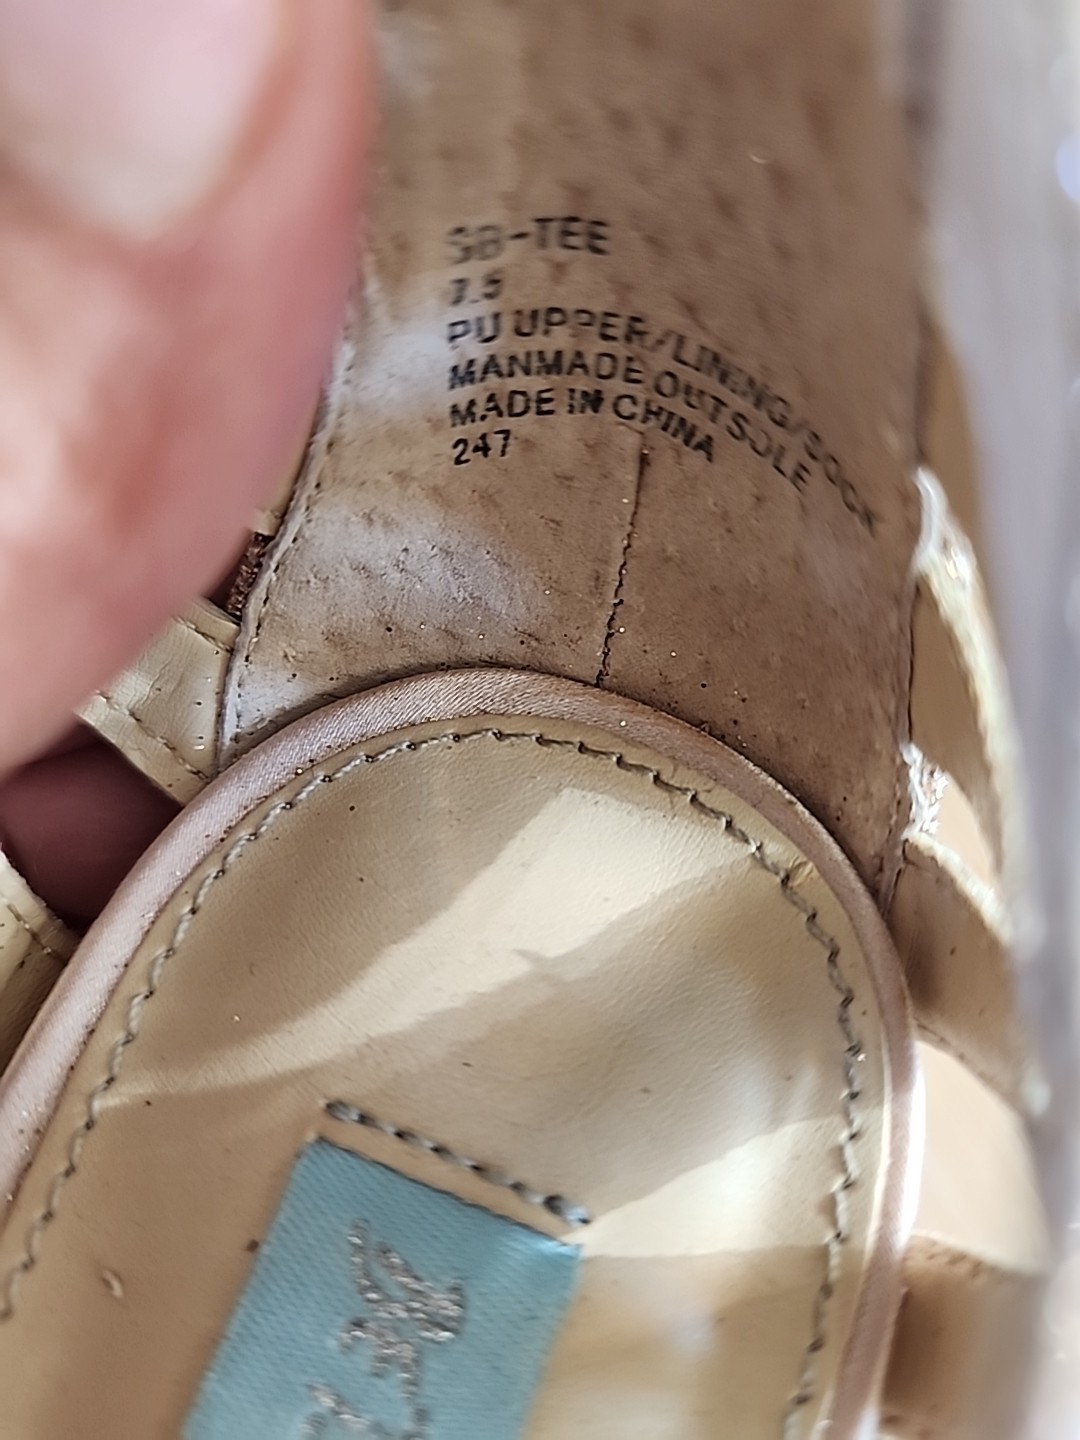 SB-TEE
7.5
PU UPPER/LINING/SOCK
MANMADE OUTSOLE
MADE IN CHINA
247